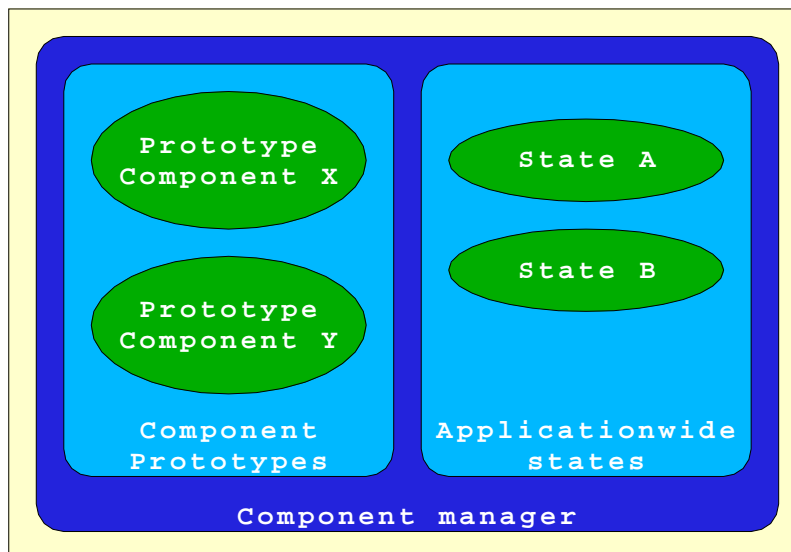 Prototype
Component X
Prototype
Component Y
Component
Prototypes
State A
State B
Applicationwide
states
Component manager